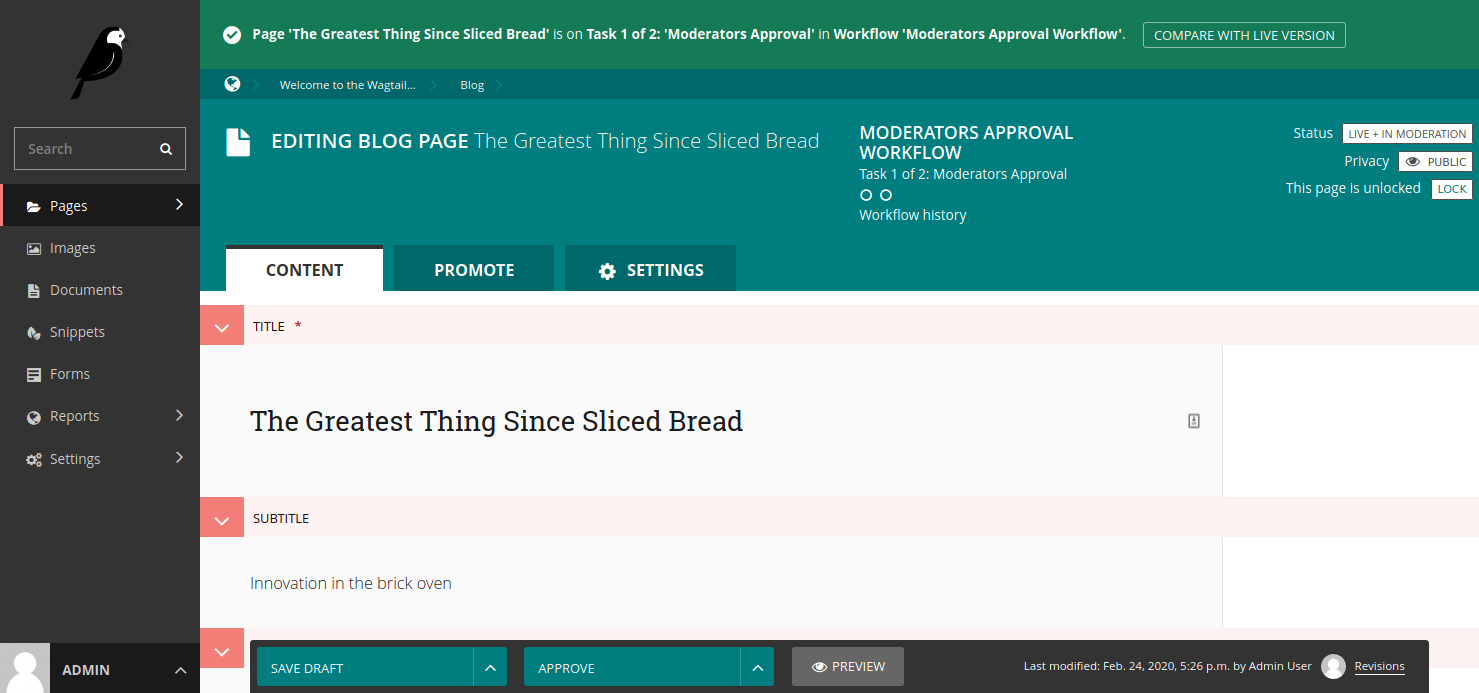 Page 'The Greatest Thing Since Sliced Bread' is on Task 1 of 2: 'Moderators Approval' in Workflow 'Moderators Approval Workflow'. COMPARE WITH LIVE VERSION
Welcome to the Wagtail... Blog
EDITING BLOG PAGE The Greatest Thing Since Sliced Bread
MODERATORS APPROVAL
WORKFLOW
Task 1 of 2: Moderators Approval
Workflow history
Status LIVE + IN MODERATION
Privacy PUBLIC
This page is unlocked LOCK
Search
Pages
Images
Documents
Snippets
Forms
Reports
Settings
ADMIN
CONTENT PROMOTE SETTINGS
TITLE *
The Greatest Thing Since Sliced Bread
SUBTITLE
Innovation in the brick oven
SAVE DRAFT APPROVE PREVIEW Last modified: Feb. 24, 2020, 5:26 p.m. by Admin User Revisions